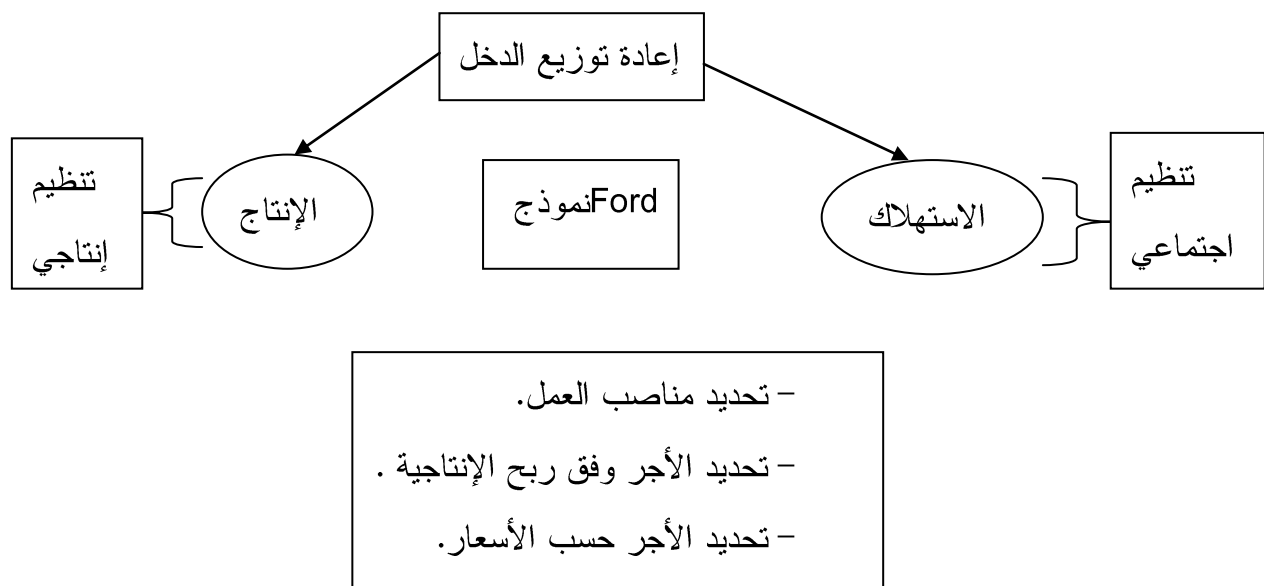 إعادة توزيع الدخل
تنظيم
اجتماعي
الاستهلاك
نموذجFord
الإنتاج
تنظيم
إنتاجي
- تحديد مناصب العمل.
- تحديد الأجر وفق ربح الإنتاجية .
- تحديد الأجر حسب الأسعار.